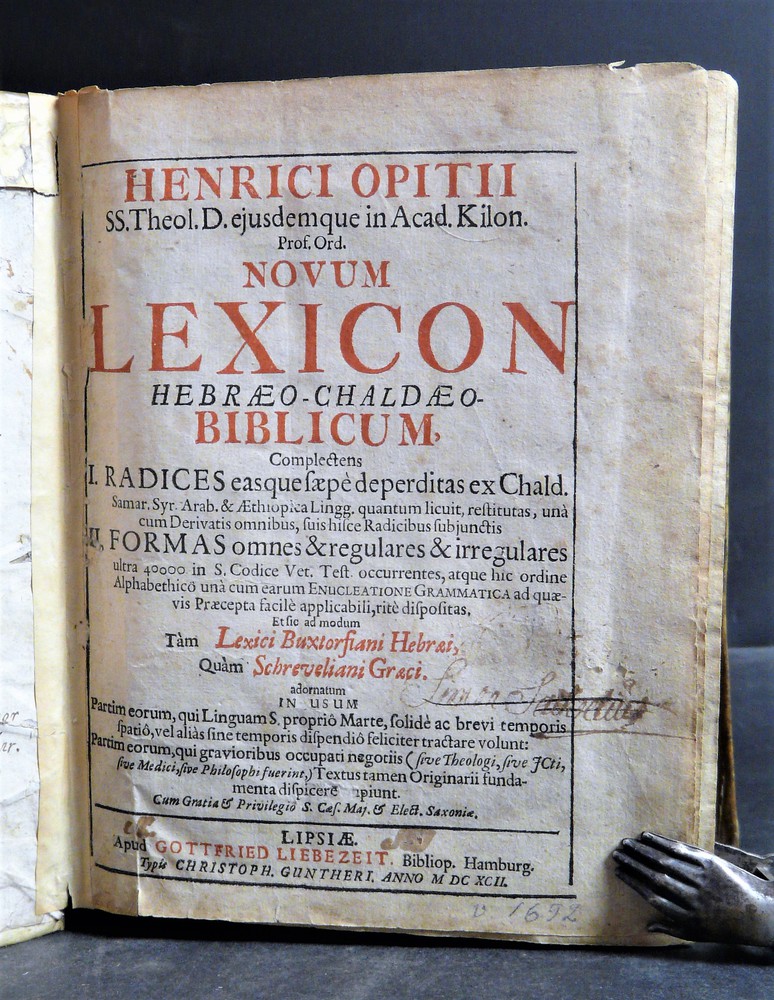 HENRICI OPITII
SS. Theol. D. ejusdemque in Acad. Kilon.
Prof. Ord.
NOVUM
LEXICON
HEBRÆO-CHALDÆO-
BIBLICUM,
Complectens
I. RADICES easque sæpè deperditas ex Chald.
Samar. Syr. Arab. & Æthiopica Lingg. quantum licuit, restitutas, unà
cum Derivatis omnibus, suis hisce Radicibus subjunctis
II, FORMAS omnes & regulares & irregulares
ultra 40000 in S. Codice Vet. Test. occurrentes, atque hic ordine
Alphabethicô unà cum earum ENUCLEATIONE GRAMMATICA ad quæ-
vis Præcepta facilè applicabili, ritè dispositas,
Et sic ad modum
Tàm Lexici Buxtorfiani Hebræi,
Quàm Schreveliani Græci.
adornatum
IN USUM
Partim eorum, qui Linguam S. propriô Marte, solidè ac brevi temporis
spatiô, vel aliàs sine temporis dispendiô feliciter tractare volunt:
Partim eorum, qui gravioribus occupati negotiis (sive Theologi, sive JCti,
sive Medici, sive Philosophi fuerint,) Textus tamen Originarii funda-
menta dispicere upiunt.
Cum Gratia & Privilegiô S. Cæs. Maj. & Elect. Saxoniæ.
LIPSIÆ.
Apud GOTTFRIED LIEBEZEIT. Bibliop. Hamburg.
Typis CHRISTOPH. GUNTHERI. ANNO M DC XCII.
v 1692